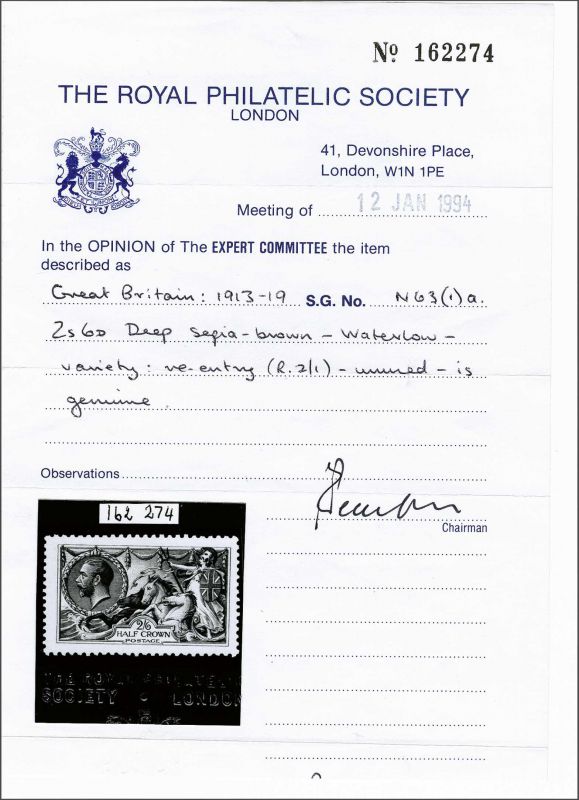 Nº 162274
THE ROYAL PHILATELIC SOCIETY
LONDON
41, Devonshire Place,
London, W1N 1PE
Meeting of 12 JAN 1994
In the OPINION of The EXPERT COMMITTEE the item
described as
Great Britain: 1913-19 S.G. No. N63(1)a.
2s6D Deep Sepia-brown - Waterlow -
variety: re-entry (R.2/1) - unused - is
genuine.
Observations
Chairman
162 274
2/6
HALF CROWN
POSTAGE
THE ROYAL PHILATELIC
SOCIETY LONDON